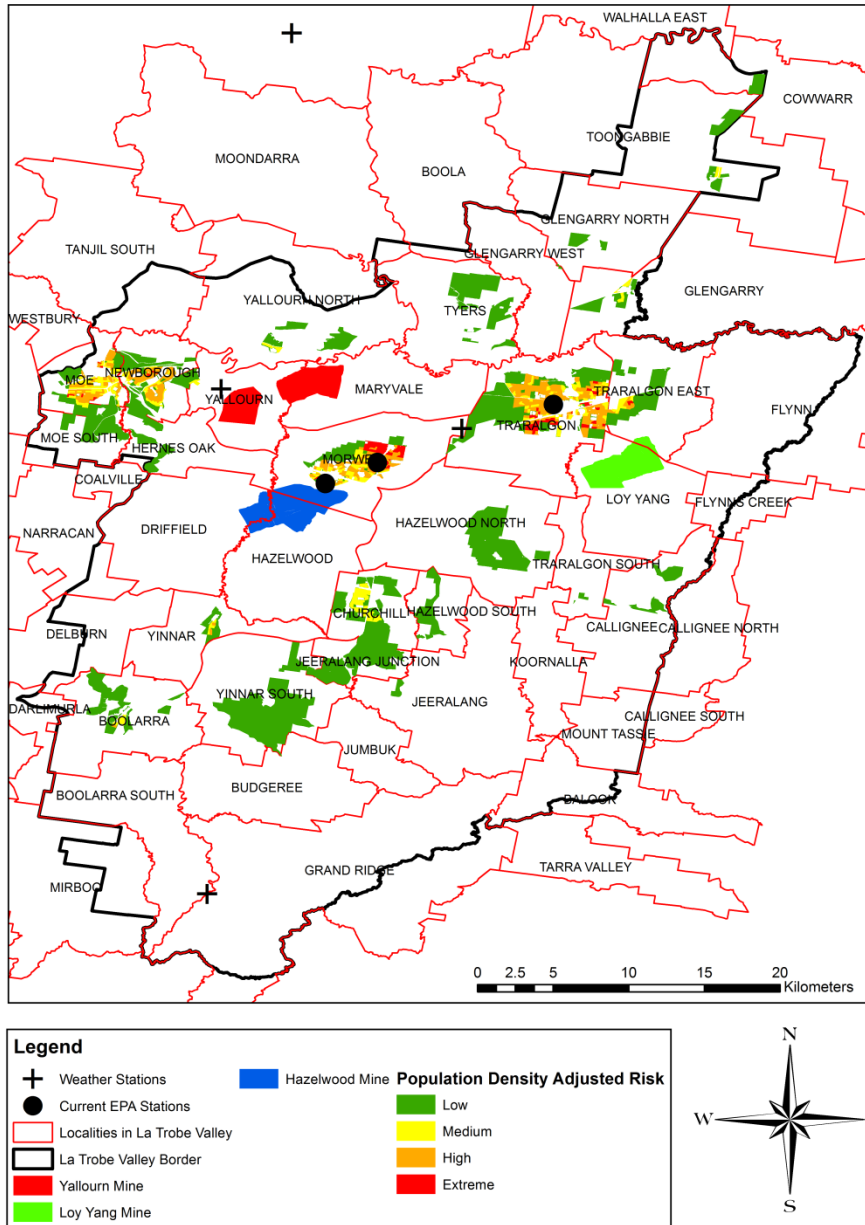 WALHALLA EAST
COWWARR
TOONGABBIE
MOONDARRA
BOOLA
GLENGARRY NORTH
TANJIL SOUTH
GLENGARRY WEST
GLENGARRY
YALLOURN NORTH
TYERS
WESTBURY
NEWBOROUGH
MOE
MARYVALE
TRARALGON EAST
YALLOURN
FLYNN
TRARALGON
MOE SOUTH
HERNES OAK
MORWE
COALVILLE
LOY YANG
FLYNNS CREEK
HAZELWOOD NORTH
DRIFFIELD
NARRACAN
HAZELWOOD
TRARALGON SOUTH
CHURCHILL
HAZELWOOD SOUTH
CALLIGNEE
CALLIGNEE NORTH
DELBURN
YINNAR
JEERALANG JUNCTION
KOORNALLA
YINNAR SOUTH
JEERALANG
DARLIMURLA
BOOLARRA
CALLIGNEE SOUTH
MOUNT TASSIE
JUMBUK
BUDGEREE
BOOLARRA SOUTH
BALOOK
GRAND RIDGE
TARRA VALLEY
MIRBOO
0 2.5 5 10 15 20
Kilometers
Legend
Weather Stations
Current EPA Stations
Localities in La Trobe Valley
La Trobe Valley Border
Yallourn Mine
Loy Yang Mine
Hazelwood Mine
Population Density Adjusted Risk
Low
Medium
High
Extreme
N
W
E
S